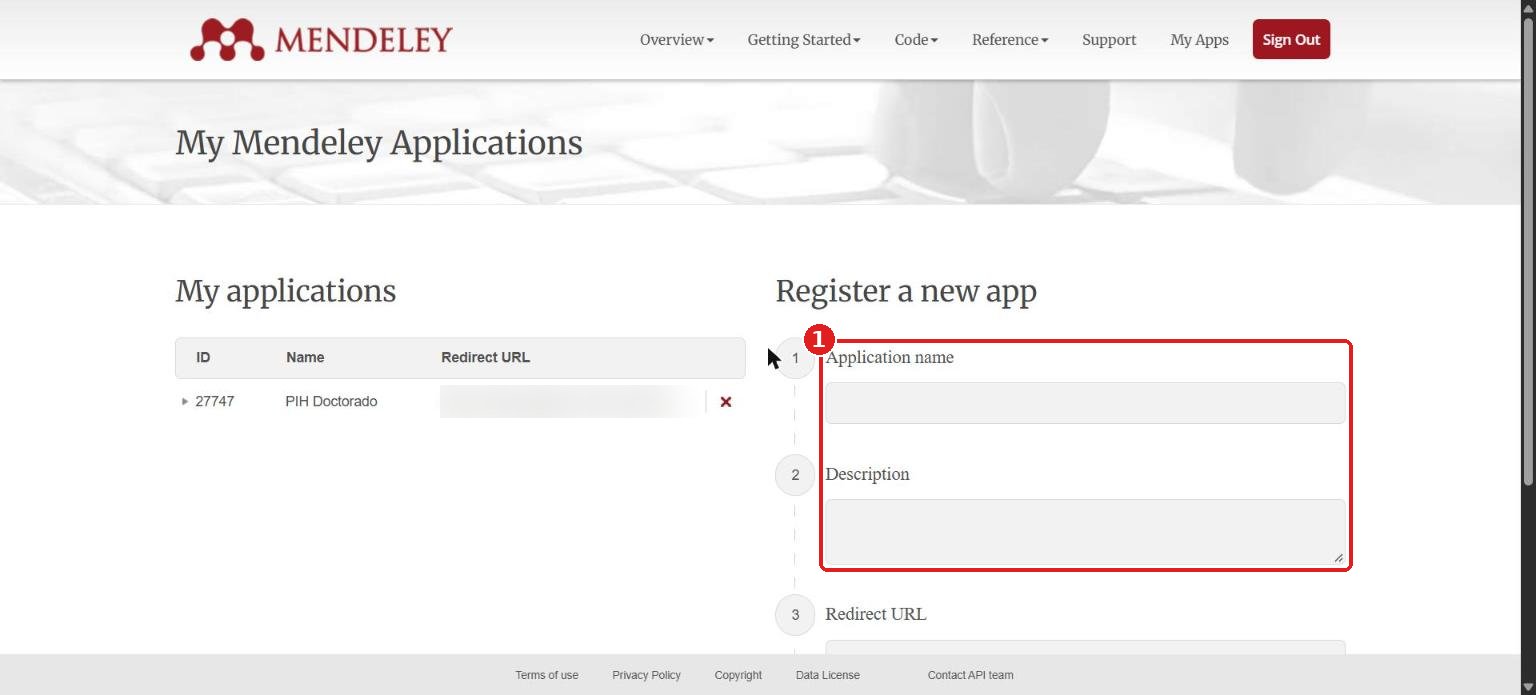 MENDELEY
Overview Getting Started Code Reference Support My Apps Sign Out
My Mendeley Applications
My applications
ID Name Redirect URL
27747 PIH Doctorado
Register a new app
1
1 Application name
2 Description
3 Redirect URL
Terms of use Privacy Policy Copyright Data License Contact API team